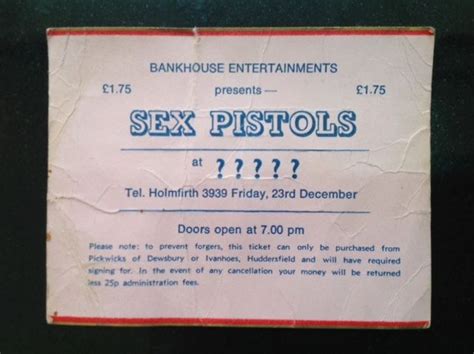 BANKHOUSE ENTERTAINMENTS
£1.75 presents — £1.75
SEX PISTOLS
at ? ? ? ? ?
Tel. Holmfirth 3939 Friday, 23rd December
Doors open at 7.00 pm
Please note: to prevent forgers, this ticket can only be purchased from
Pickwicks of Dewsbury or Ivanhoes, Huddersfield and will have required
signing for. In the event of any cancellation your money will be returned
less 25p administration fees.